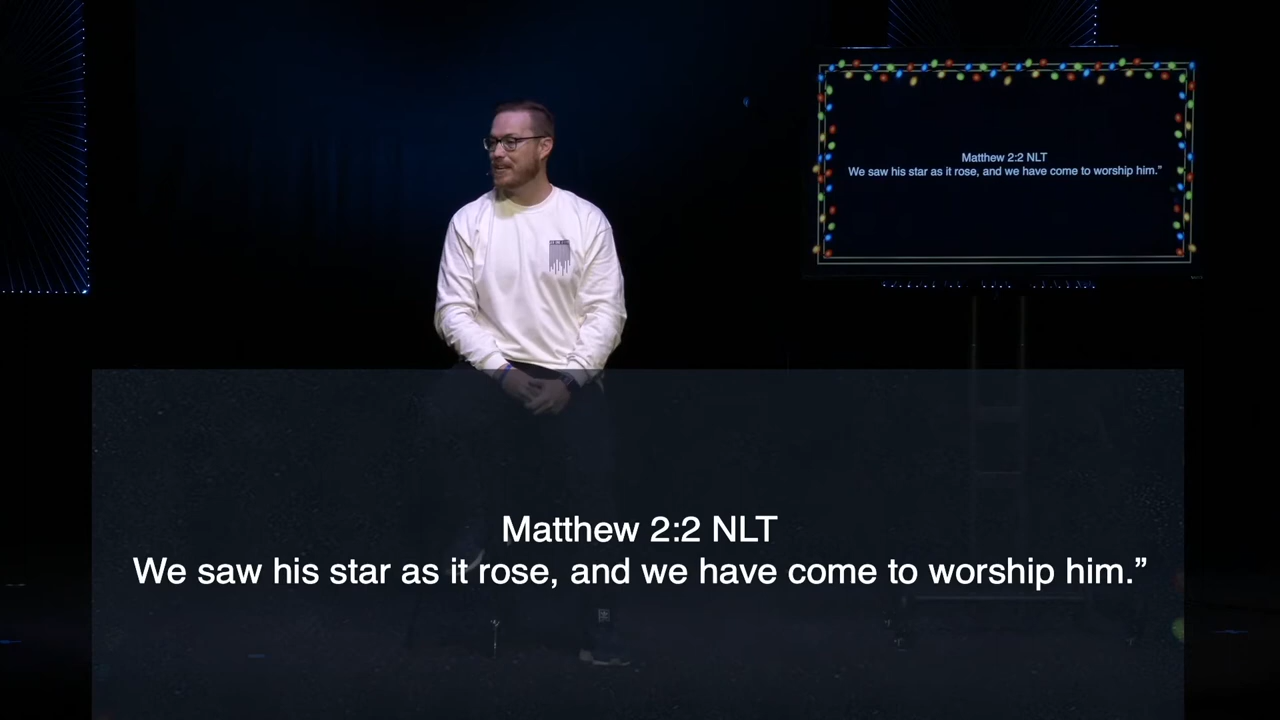 Matthew 2:2 NLT
We saw his star as it rose, and we have come to worship him.”
Matthew 2:2 NLT
We saw his star as it rose, and we have come to worship him.”